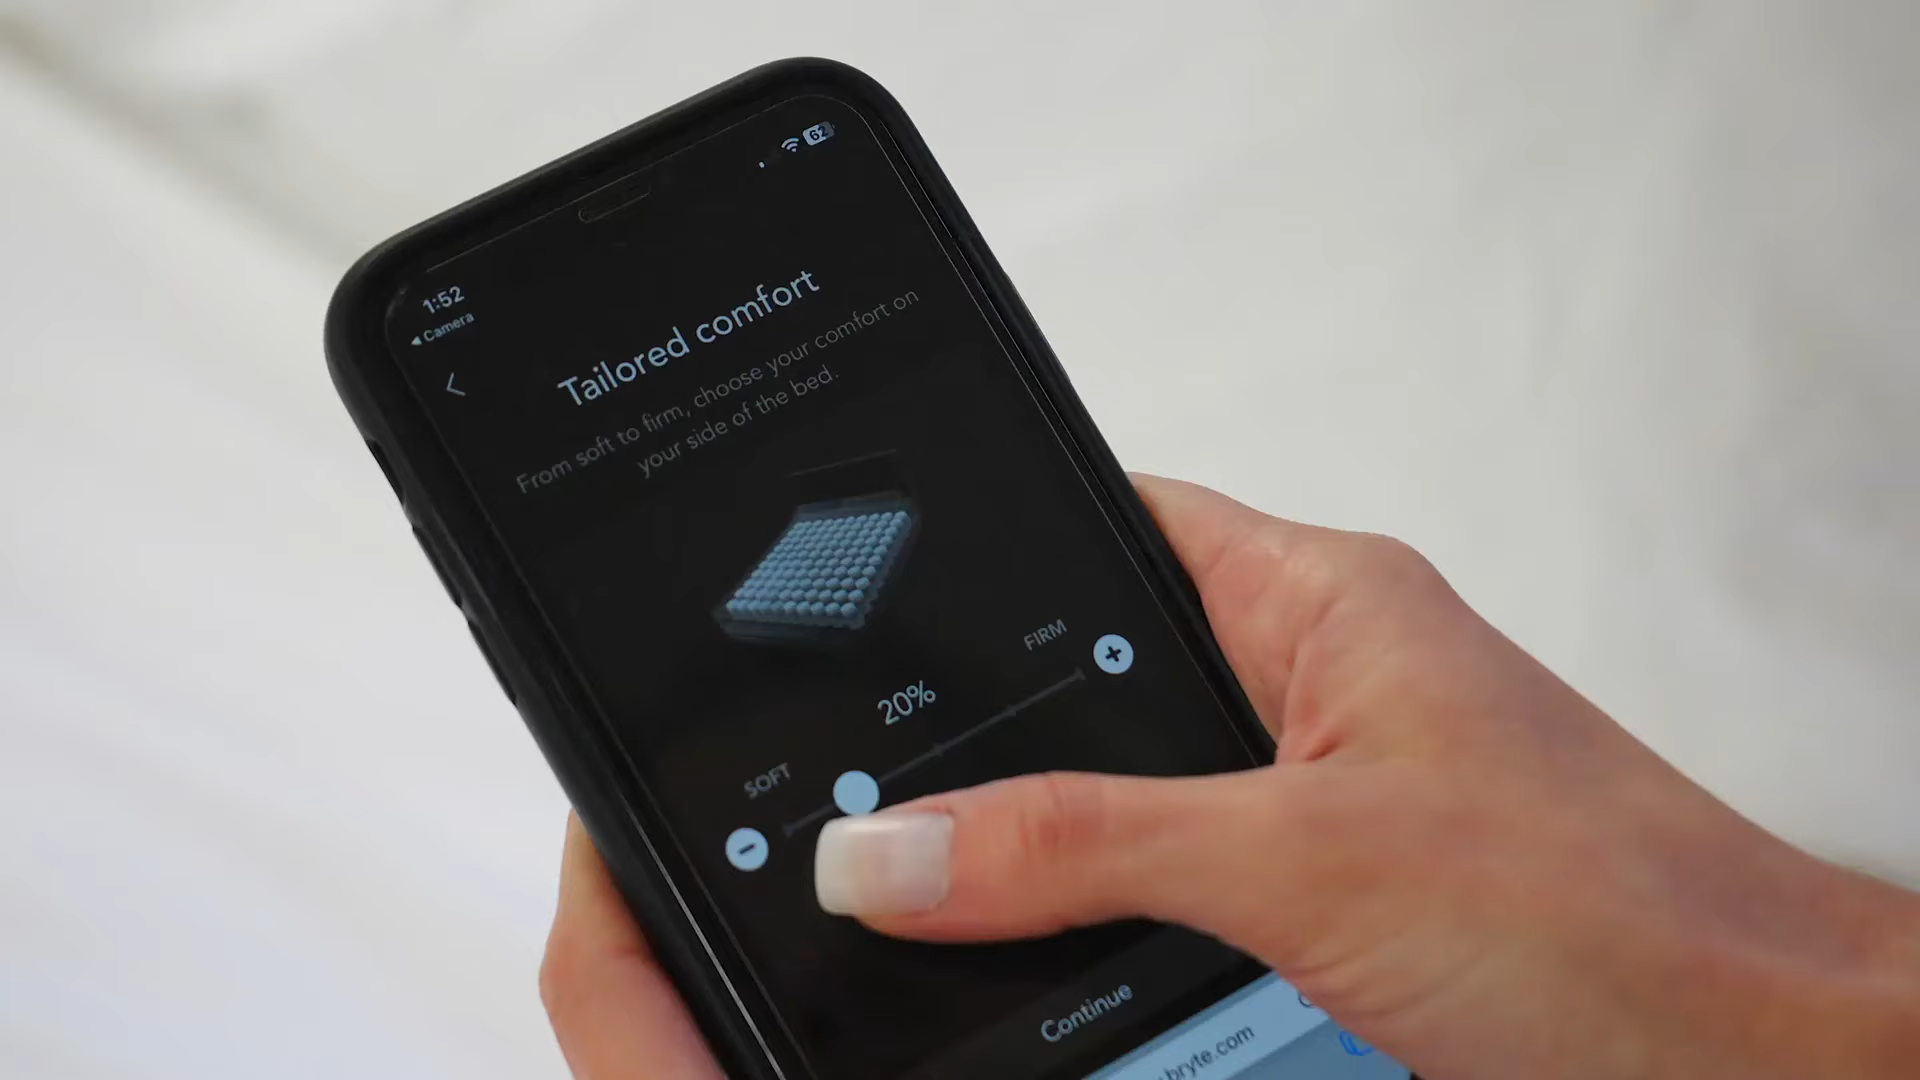 62
1:52
◀ Camera
Tailored comfort
From soft to firm, choose your comfort on
your side of the bed.
FIRM
20%
SOFT
Continue
.bryte.com